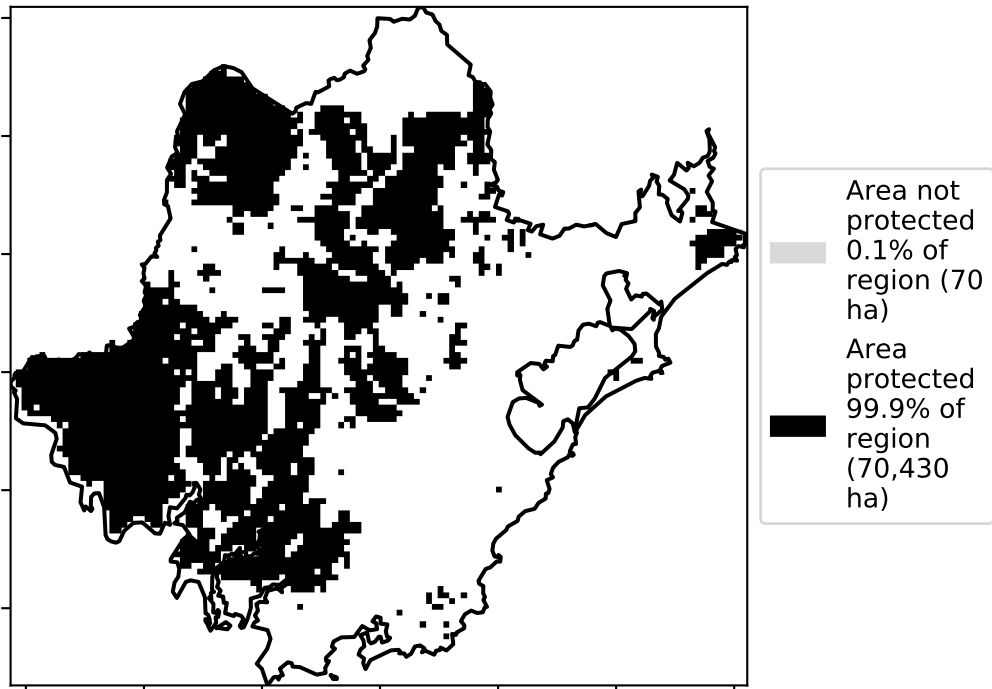 Area not
protected
0.1% of
region (70
ha)
Area
protected
99.9% of
region
(70,430
ha)